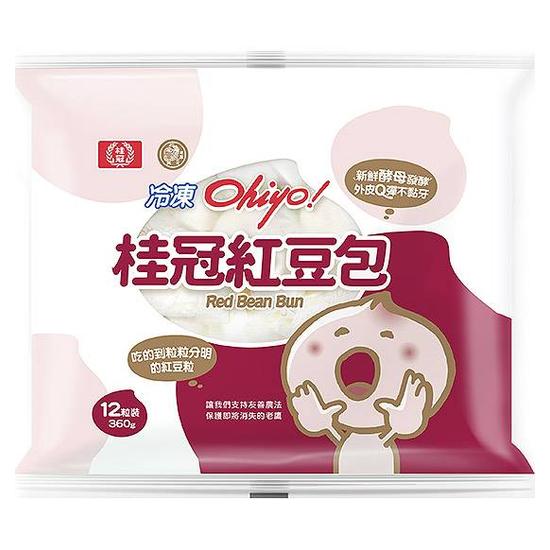 桂冠
新鮮酵母發酵
外皮Q彈不黏牙
冷凍 Ohiyo!
桂冠紅豆包
Red Bean Bun
吃的到粒粒分明
的紅豆粒
12粒裝
360g
讓我們支持友善農法
保護即將消失的老鷹